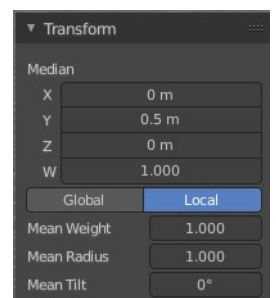 Transform
Median
X 0 m
Y 0.5 m
Z 0 m
W 1.000
Global Local
Mean Weight 1.000
Mean Radius 1.000
Mean Tilt 0°